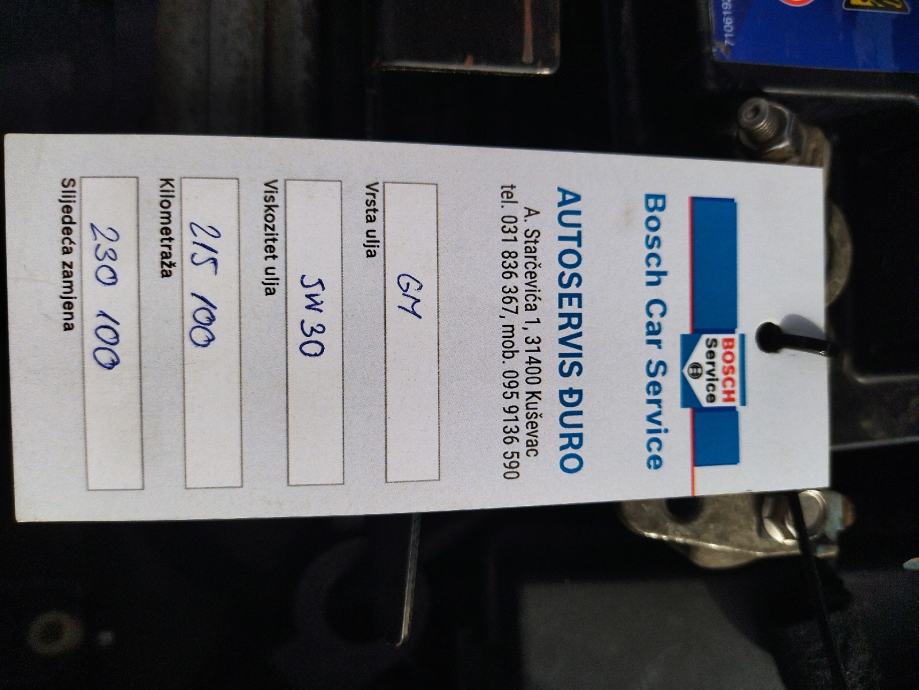 BOSCH
Service
Bosch Car Service
AUTOSERVIS ĐURO
A. Starčevića 1, 31400 Kuševac
tel. 031 836 367, mob. 095 9136 590
GM
Vrsta ulja
5W30
Viskozitet ulja
215 100
Kilometraža
230 100
Slijedeća zamjena